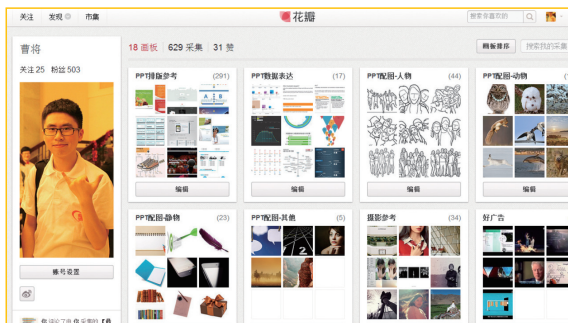 关注 发现 市集 花瓣 搜索你喜欢的
曹将
关注 25 粉丝 503
18 画板 629 采集 31 赞 画板排序 搜索我的采集
PPT排版参考 (291) PPT数据表达 (17) PPT配图-人物 (44) PPT配图-动物
编辑 编辑 编辑 编辑
PPT配图-静物 (23) PPT配图-其他 (5) 摄影参考 (34) 好广告
账号设置